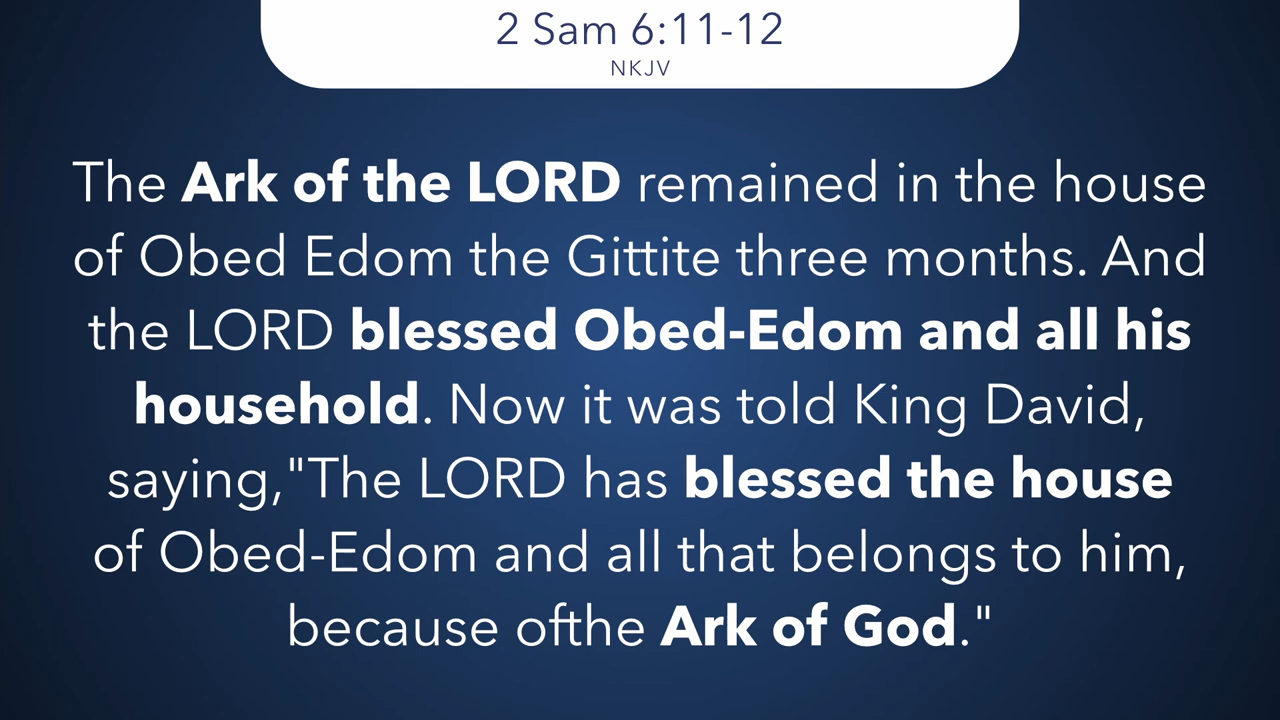 2 Sam 6:11-12
NKJV
The Ark of the LORD remained in the house
of Obed Edom the Gittite three months. And
the LORD blessed Obed-Edom and all his
household. Now it was told King David,
saying,"The LORD has blessed the house
of Obed-Edom and all that belongs to him,
because ofthe Ark of God."